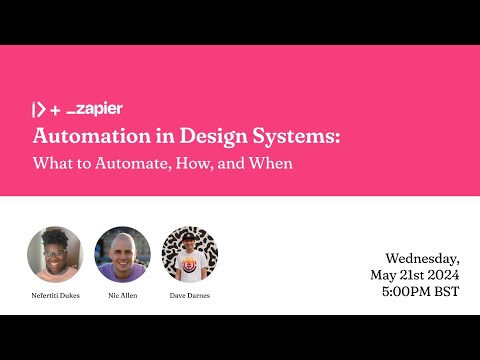 + _zapier
Automation in Design Systems:
What to Automate, How, and When
Nefertiti Dukes
Nic Allen
Dave Darnes
Wednesday,
May 21st 2024
5:00PM BST